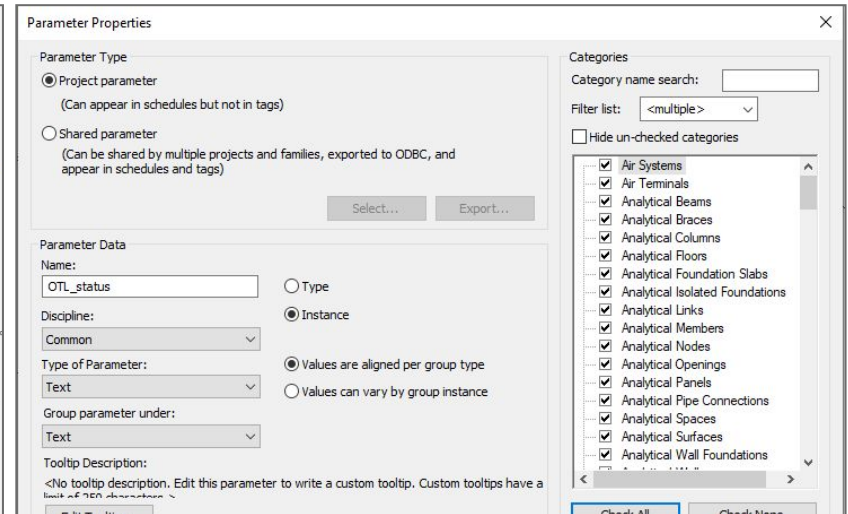 Parameter Properties
Parameter Type
Project parameter
(Can appear in schedules but not in tags)
Shared parameter
(Can be shared by multiple projects and families, exported to ODBC, and
appear in schedules and tags)
Select...
Export...
Parameter Data
Name:
OTL_status
Type
Discipline:
Instance
Common
Type of Parameter:
Values are aligned per group type
Text
Values can vary by group instance
Group parameter under:
Text
Tooltip Description:
<No tooltip description. Edit this parameter to write a custom tooltip. Custom tooltips have a
limit of 250 characters.>
Categories
Category name search:
Filter list:
<multiple>
Hide un-checked categories
Air Systems
Air Terminals
Analytical Beams
Analytical Braces
Analytical Columns
Analytical Floors
Analytical Foundation Slabs
Analytical Isolated Foundations
Analytical Links
Analytical Members
Analytical Nodes
Analytical Openings
Analytical Panels
Analytical Pipe Connections
Analytical Spaces
Analytical Surfaces
Analytical Wall Foundations
Check All
Check None